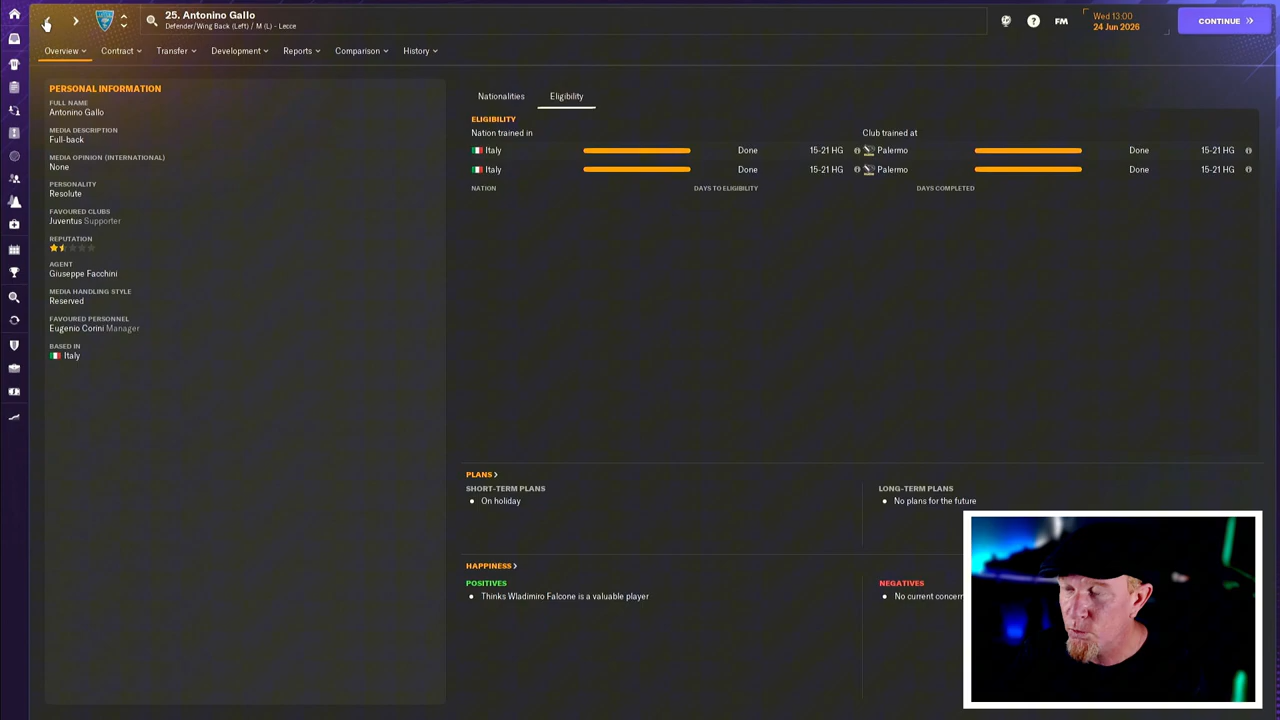 25. Antonino Gallo
Defender/Wing Back (Left) / M (L) - Lecce
FM
Wed 13:00
24 Jun 2026
CONTINUE
Overview
Contract
Transfer
Development
Reports
Comparison
History
PERSONAL INFORMATION
FULL NAME
Antonino Gallo
MEDIA DESCRIPTION
Full-back
MEDIA OPINION (INTERNATIONAL)
None
PERSONALITY
Resolute
FAVOURED CLUBS
Juventus Supporter
REPUTATION
AGENT
Giuseppe Facchini
MEDIA HANDLING STYLE
Reserved
FAVOURED PERSONNEL
Eugenio Corini Manager
BASED IN
Italy
Nationalities
Eligibility
ELIGIBILITY
Nation trained in
Club trained at
Italy Done 15-21 HG Palermo Done 15-21 HG
Italy Done 15-21 HG Palermo Done 15-21 HG
NATION DAYS TO ELIGIBILITY DAYS COMPLETED
PLANS
SHORT-TERM PLANS
On holiday
LONG-TERM PLANS
No plans for the future
HAPPINESS
POSITIVES
Thinks Wladimiro Falcone is a valuable player
NEGATIVES
No current concern